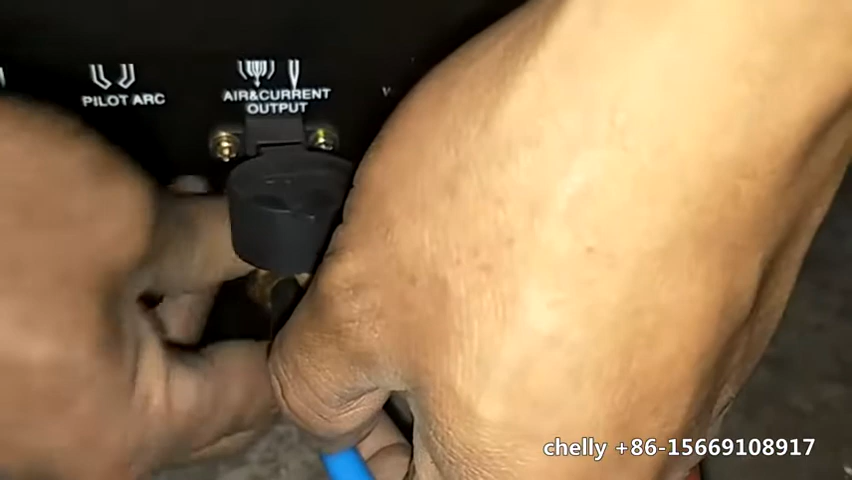 PILOT ARC
AIR&CURRENT
OUTPUT
chelly +86-15669108917